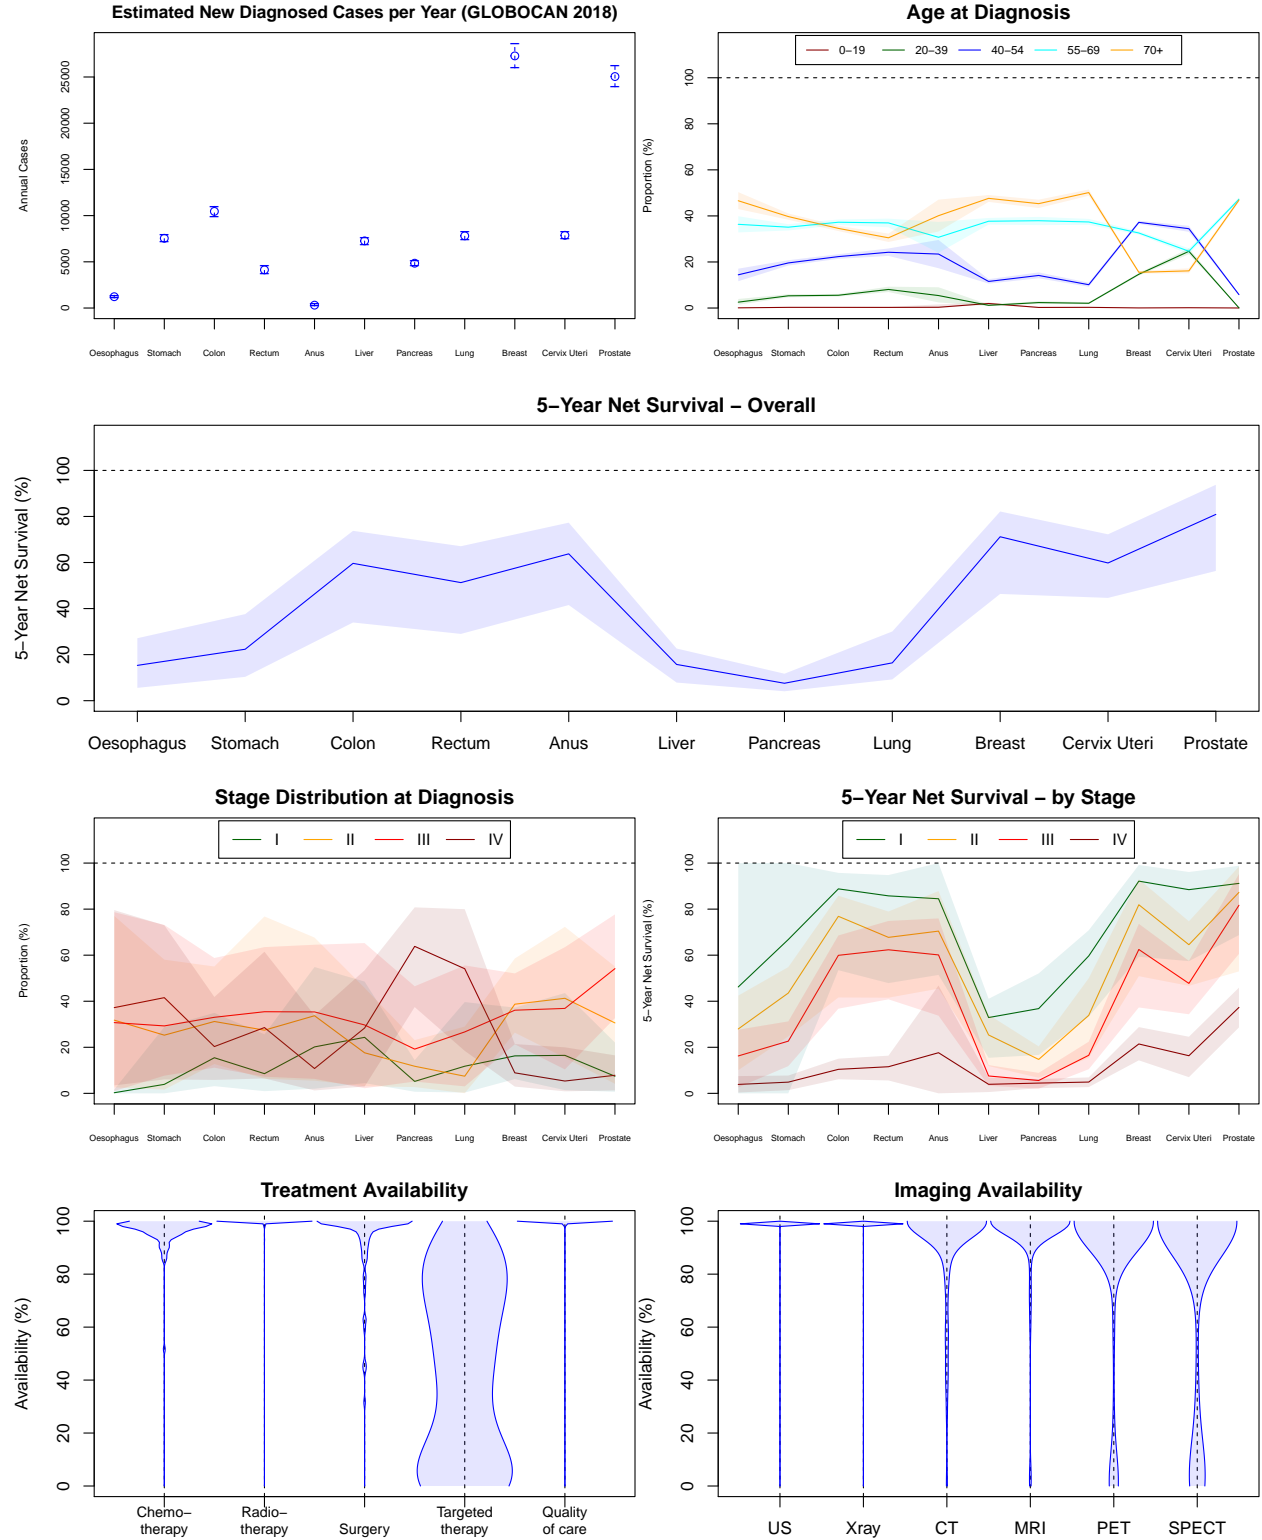 Estimated New Diagnosed Cases per Year (GLOBOCAN 2018)
Annual Cases
0
5000
10000
15000
20000
25000
Oesophagus Stomach Colon Rectum Anus Liver Pancreas Lung Breast Cervix Uteri Prostate
Age at Diagnosis
0−19 20−39 40−54 55−69 70+
Proportion (%)
0
20
40
60
80
100
Oesophagus Stomach Colon Rectum Anus Liver Pancreas Lung Breast Cervix Uteri Prostate
5−Year Net Survival − Overall
5−Year Net Survival (%)
0
20
40
60
80
100
Oesophagus Stomach Colon Rectum Anus Liver Pancreas Lung Breast Cervix Uteri Prostate
Stage Distribution at Diagnosis
I II III IV
Proportion (%)
0
20
40
60
80
100
Oesophagus Stomach Colon Rectum Anus Liver Pancreas Lung Breast Cervix Uteri Prostate
5−Year Net Survival − by Stage
I II III IV
5−Year Net Survival (%)
0
20
40
60
80
100
Oesophagus Stomach Colon Rectum Anus Liver Pancreas Lung Breast Cervix Uteri Prostate
Treatment Availability
Availability (%)
0
20
40
60
80
100
Chemo−
therapy
Radio−
therapy
Surgery
Targeted
therapy
Quality
of care
Imaging Availability
Availability (%)
0
20
40
60
80
100
US Xray CT MRI PET SPECT